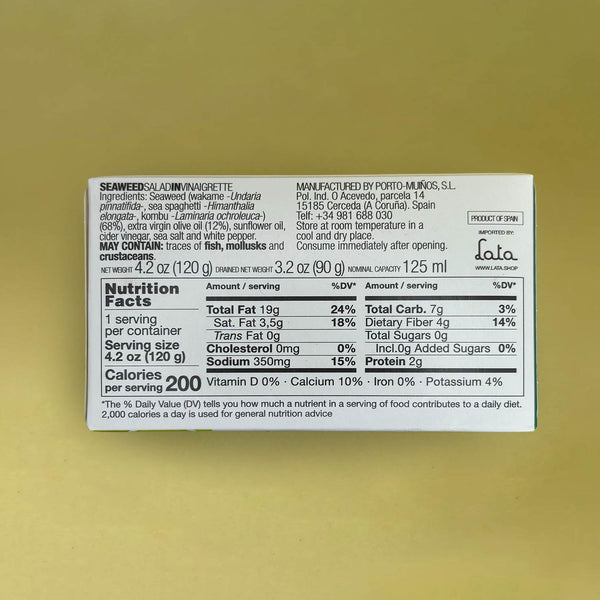 SEAWEEDSALADINVINAIGRETTE
Ingredients: Seaweed (wakame -Undaria
pinnatifida-, sea spaghetti -Himanthalia
elongata-, kombu -Laminaria ochroleuca-)
(68%), extra virgin olive oil (12%), sunflower oil,
cider vinegar, sea salt and white pepper.
MAY CONTAIN: traces of fish, mollusks and
crustaceans.
MANUFACTURED BY PORTO-MUIÑOS, S.L.
Pol. Ind. O Acevedo, parcela 14
15185 Cerceda (A Coruña). Spain
Telf: +34 981 688 030
Store at room temperature in a
cool and dry place.
Consume immediately after opening.
PRODUCT OF SPAIN
IMPORTED BY:
Lata
WWW.LATA.SHOP
NET WEIGHT 4.2 oz (120 g) DRAINED NET WEIGHT 3.2 oz (90 g) NOMINAL CAPACITY 125 ml
Nutrition
Facts
1 serving
per container
Serving size
4.2 oz (120 g)
Calories
per serving 200
Amount / serving %DV*
Total Fat 19g 24%
Sat. Fat 3,5g 18%
Trans Fat 0g
Cholesterol 0mg 0%
Sodium 350mg 15%
Amount / serving %DV*
Total Carb. 7g 3%
Dietary Fiber 4g 14%
Total Sugars 0g
Incl.0g Added Sugars 0%
Protein 2g
Vitamin D 0% · Calcium 10% · Iron 0% · Potassium 4%
*The % Daily Value (DV) tells you how much a nutrient in a serving of food contributes to a daily diet.
2,000 calories a day is used for general nutrition advice